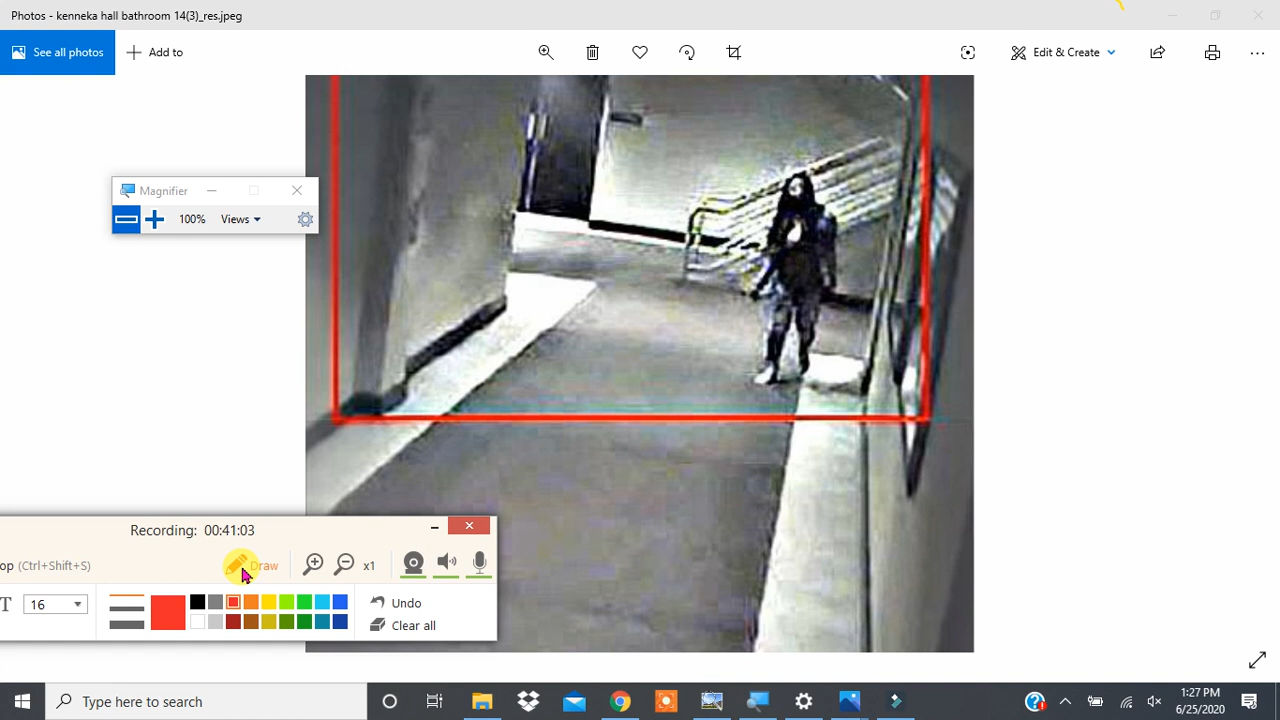 Photos - kenneka hall bathroom 14(3)_res.jpeg
See all photos
Add to
Edit & Create
Magnifier
100%
Views
Recording: 00:41:03
op (Ctrl+Shift+S)
Draw
x1
T
16
Undo
Clear all
Type here to search
1:27 PM
6/25/2020